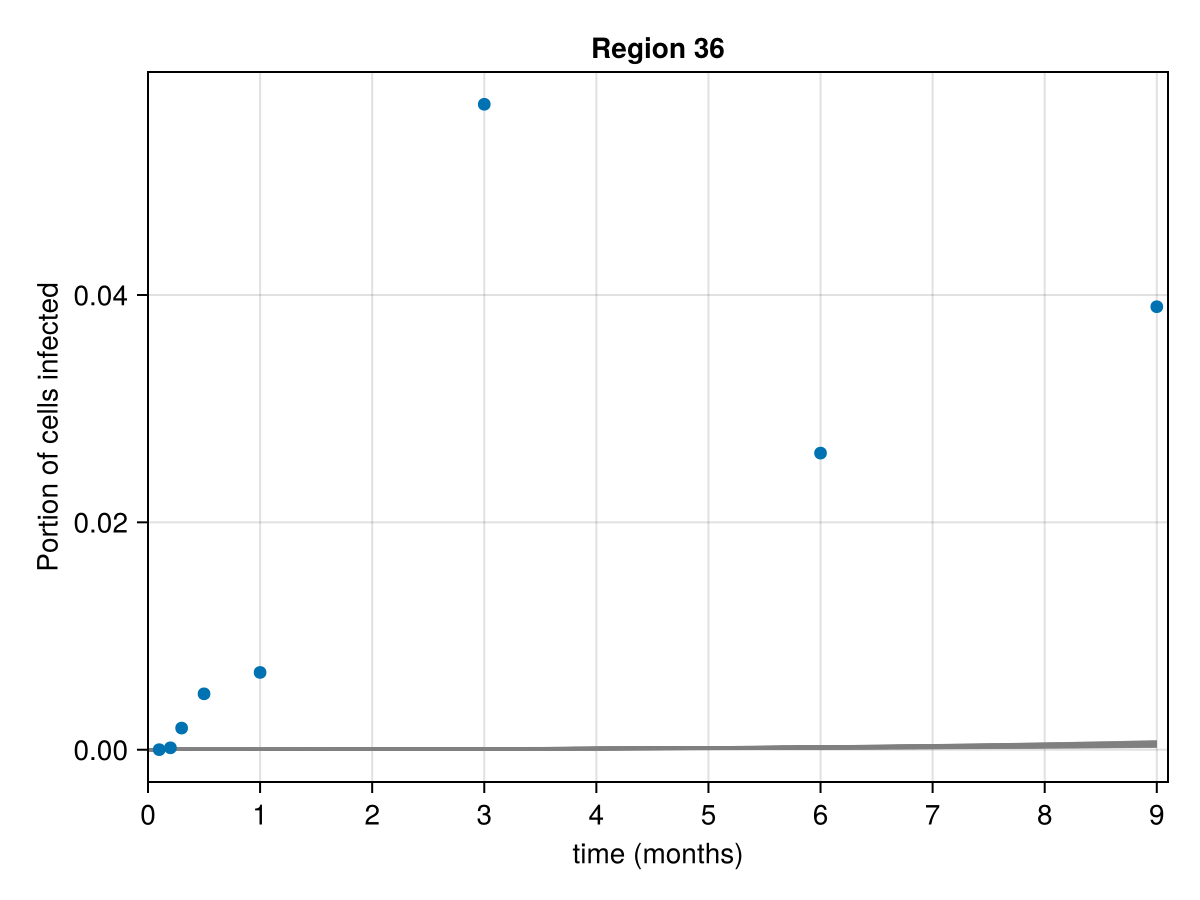 Region 36
Portion of cells infected
0.04
0.02
0.00
0 1 2 3 4 5 6 7 8 9
time (months)